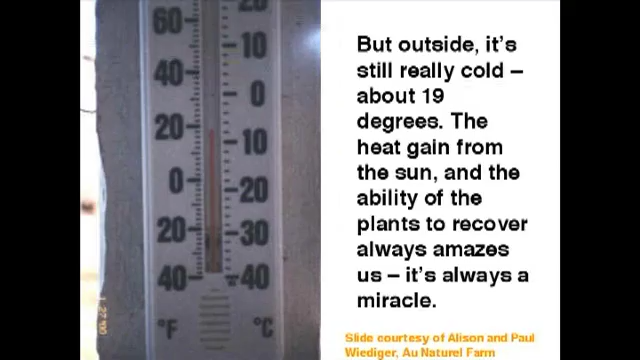 But outside, it's
still really cold –
about 19
degrees. The
heat gain from
the sun, and the
ability of the
plants to recover
always amazes
us – it's always a
miracle.
Slide courtesy of Alison and Paul
Wiediger, Au Naturel Farm
60
40
20
0
20
40
°F
20
10
0
10
20
30
40
°C